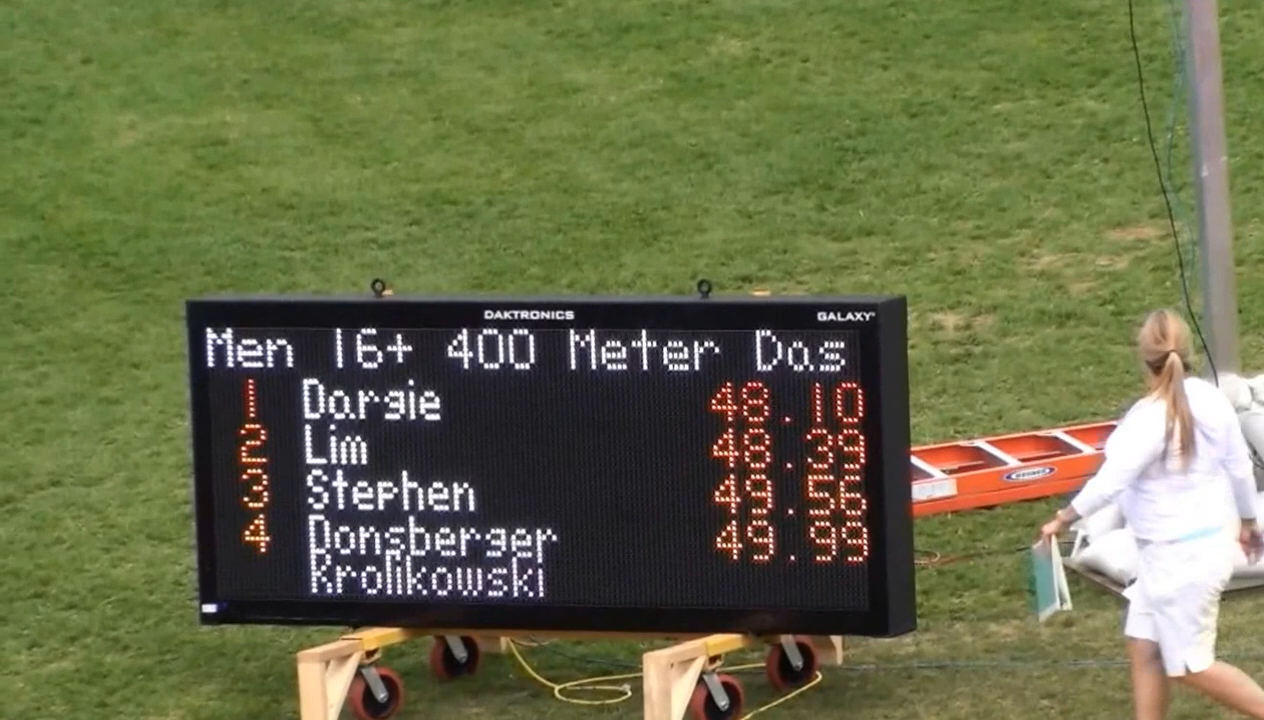 DAKTRONICS GALAXY
Men 16+ 400 Meter Das
1 Dargie 48.10
2 Lim 48.39
3 Stephen 49.56
4 Donsberger 49.99
Krolikowski
WERNER